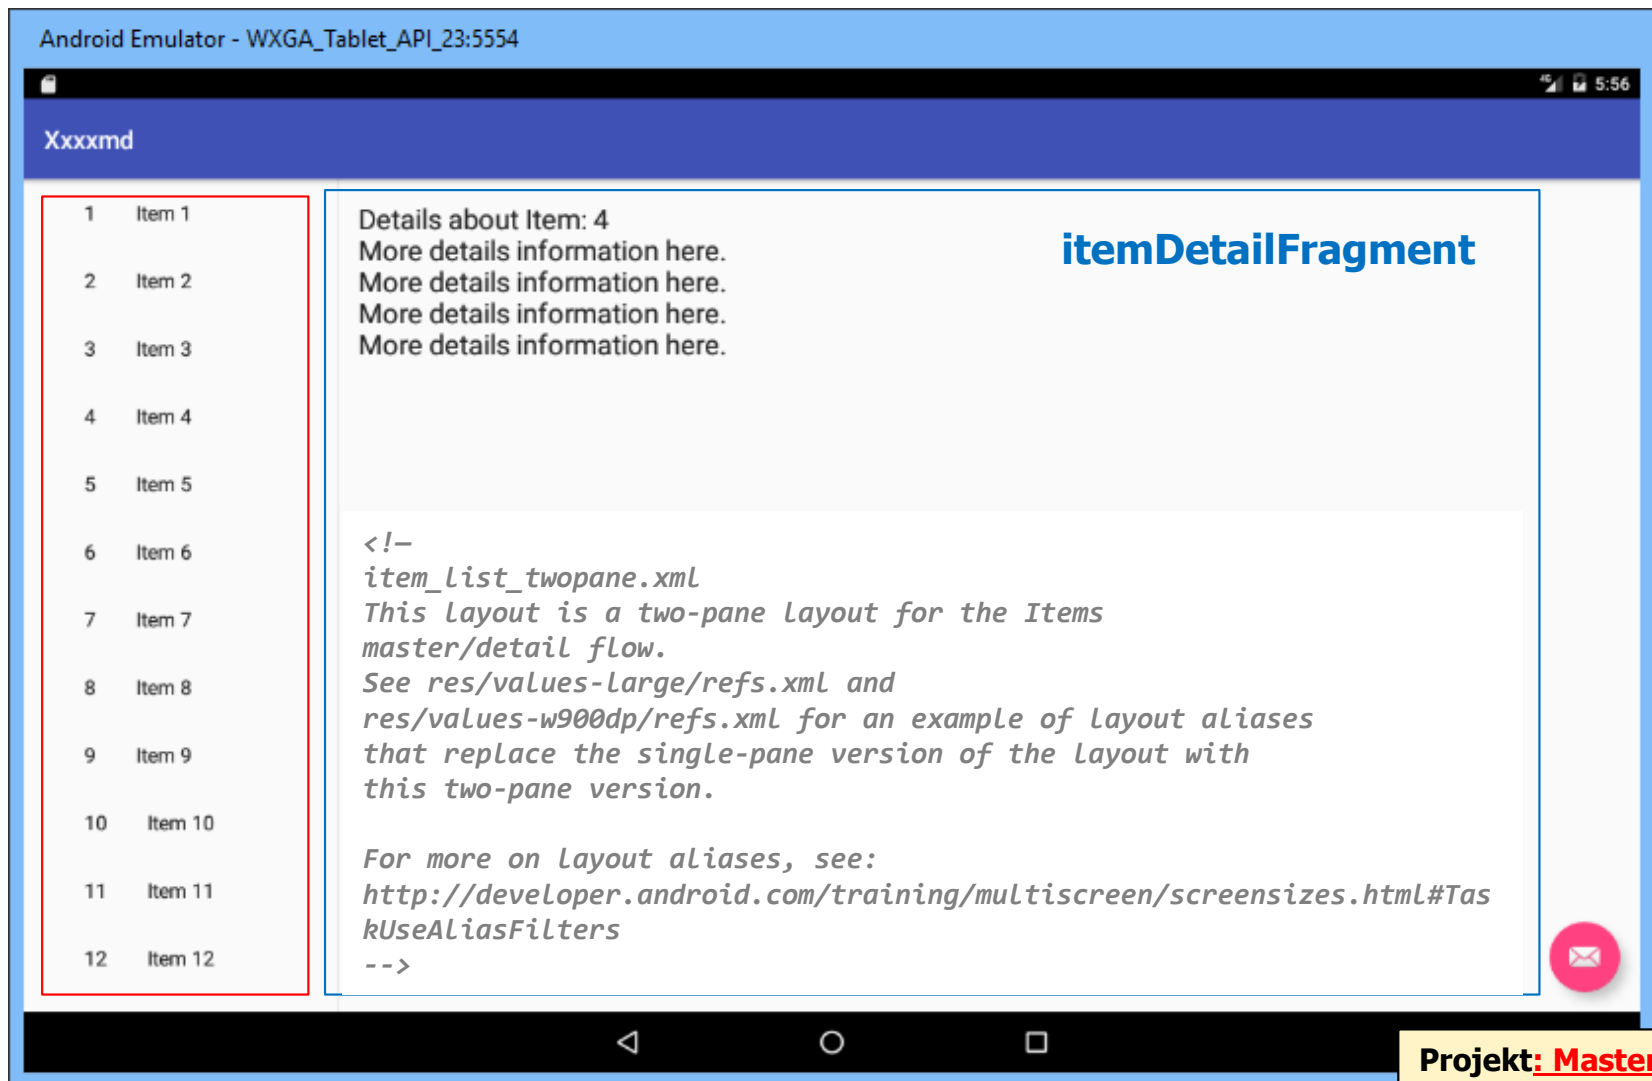 Android Emulator - WXGA_Tablet_API_23:5554
4G 5:56
Xxxxmd
1 Item 1
2 Item 2
3 Item 3
4 Item 4
5 Item 5
6 Item 6
7 Item 7
8 Item 8
9 Item 9
10 Item 10
11 Item 11
12 Item 12
Details about Item: 4
More details information here.
More details information here.
More details information here.
More details information here.
itemDetailFragment
<!—
item_list_twopane.xml
This layout is a two-pane layout for the Items
master/detail flow.
See res/values-large/refs.xml and
res/values-w900dp/refs.xml for an example of layout aliases
that replace the single-pane version of the layout with
this two-pane version.
For more on layout aliases, see:
http://developer.android.com/training/multiscreen/screensizes.html#Tas
kUseAliasFilters
-->
Projekt: Master